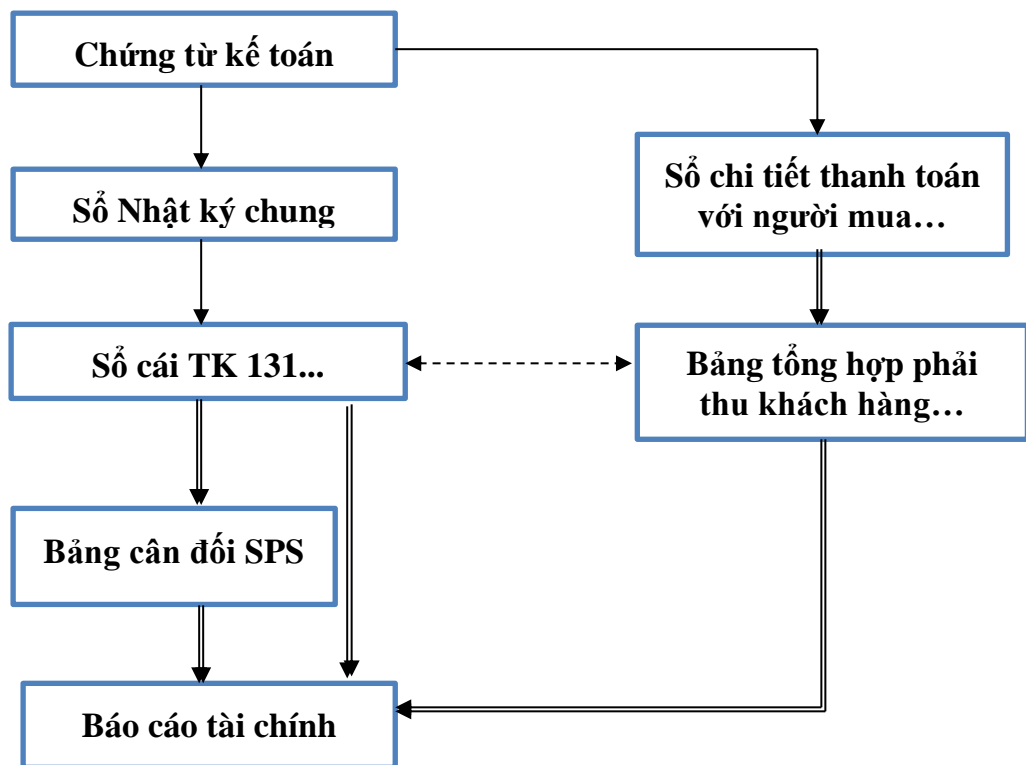 Chứng từ kế toán
Sổ chi tiết thanh toán
với người mua…
Sổ Nhật ký chung
Sổ cái TK 131...
Bảng tổng hợp phải
thu khách hàng…
Bảng cân đối SPS
Báo cáo tài chính